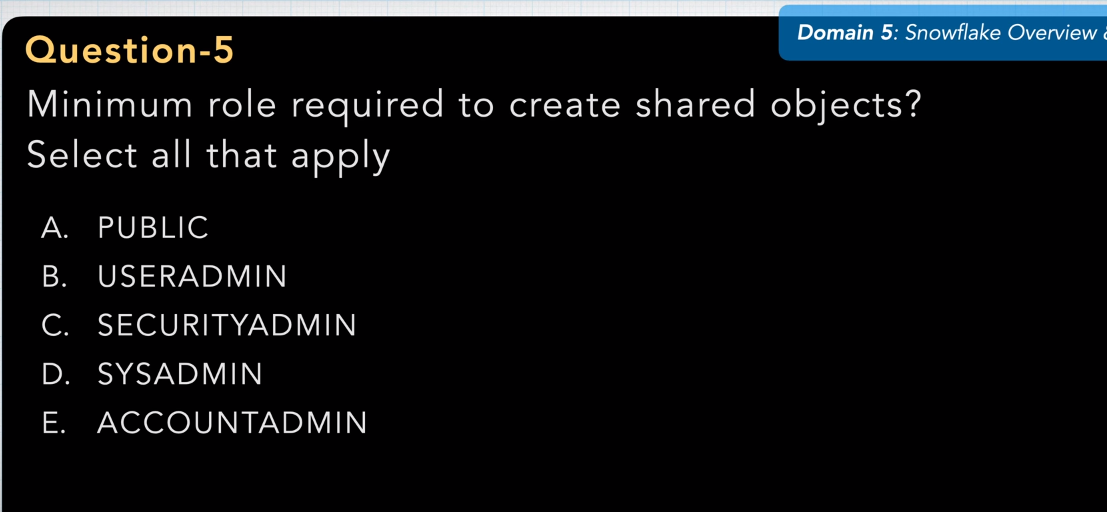 Domain 5: Snowflake Overview
Question-5
Minimum role required to create shared objects?
Select all that apply
A. PUBLIC
B. USERADMIN
C. SECURITYADMIN
D. SYSADMIN
E. ACCOUNTADMIN